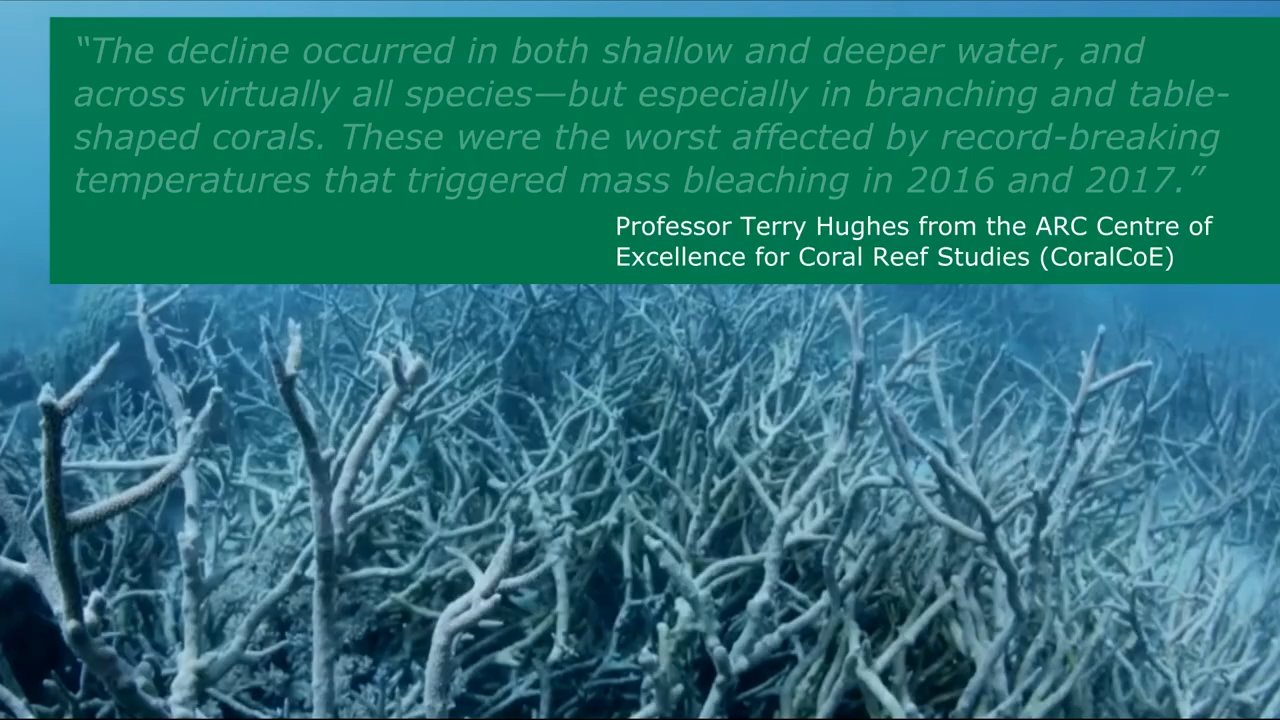 “The decline occurred in both shallow and deeper water, and
across virtually all species—but especially in branching and table-
shaped corals. These were the worst affected by record-breaking
temperatures that triggered mass bleaching in 2016 and 2017.”
Professor Terry Hughes from the ARC Centre of
Excellence for Coral Reef Studies (CoralCoE)